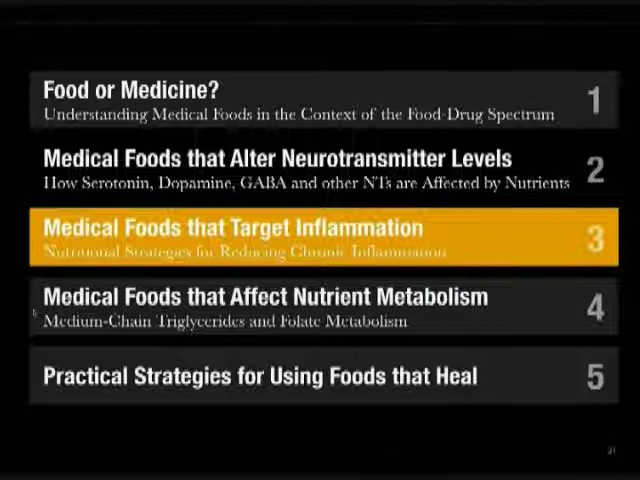 Food or Medicine?
Understanding Medical Foods in the Context of the Food-Drug Spectrum
1
Medical Foods that Alter Neurotransmitter Levels
How Serotonin, Dopamine, GABA and other NTs are Affected by Nutrients
2
Medical Foods that Target Inflammation
Nutritional Strategies for Reducing Chronic Inflammation
3
Medical Foods that Affect Nutrient Metabolism
Medium-Chain Triglycerides and Folate Metabolism
4
Practical Strategies for Using Foods that Heal
5